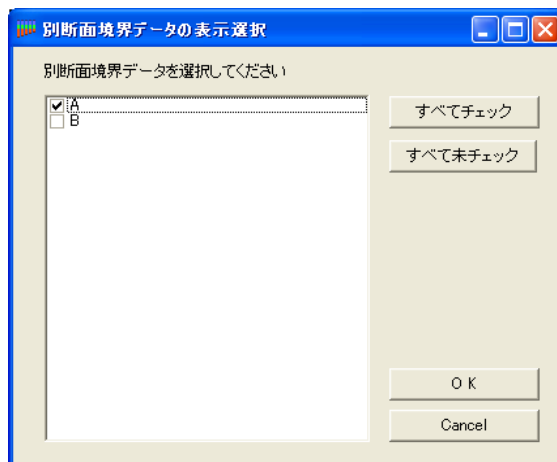 別断面境界データの表示選択
別断面境界データを選択してください
A
B
すべてチェック
すべて未チェック
OK
Cancel